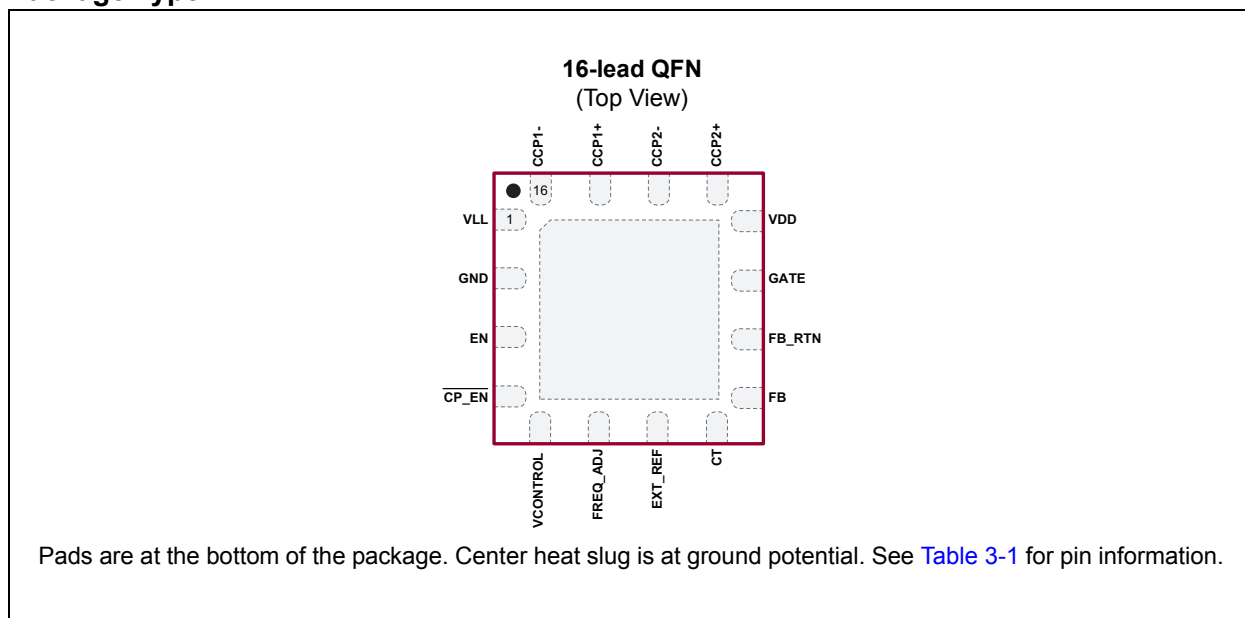 16-lead QFN
(Top View)
CCP1-
CCP1+
CCP2-
CCP2+
16
VLL
1
VDD
GND
GATE
EN
FB_RTN
CP_EN
FB
VCONTROL
FREQ_ADJ
EXT_REF
CT
Pads are at the bottom of the package. Center heat slug is at ground potential. See Table 3-1 for pin information.